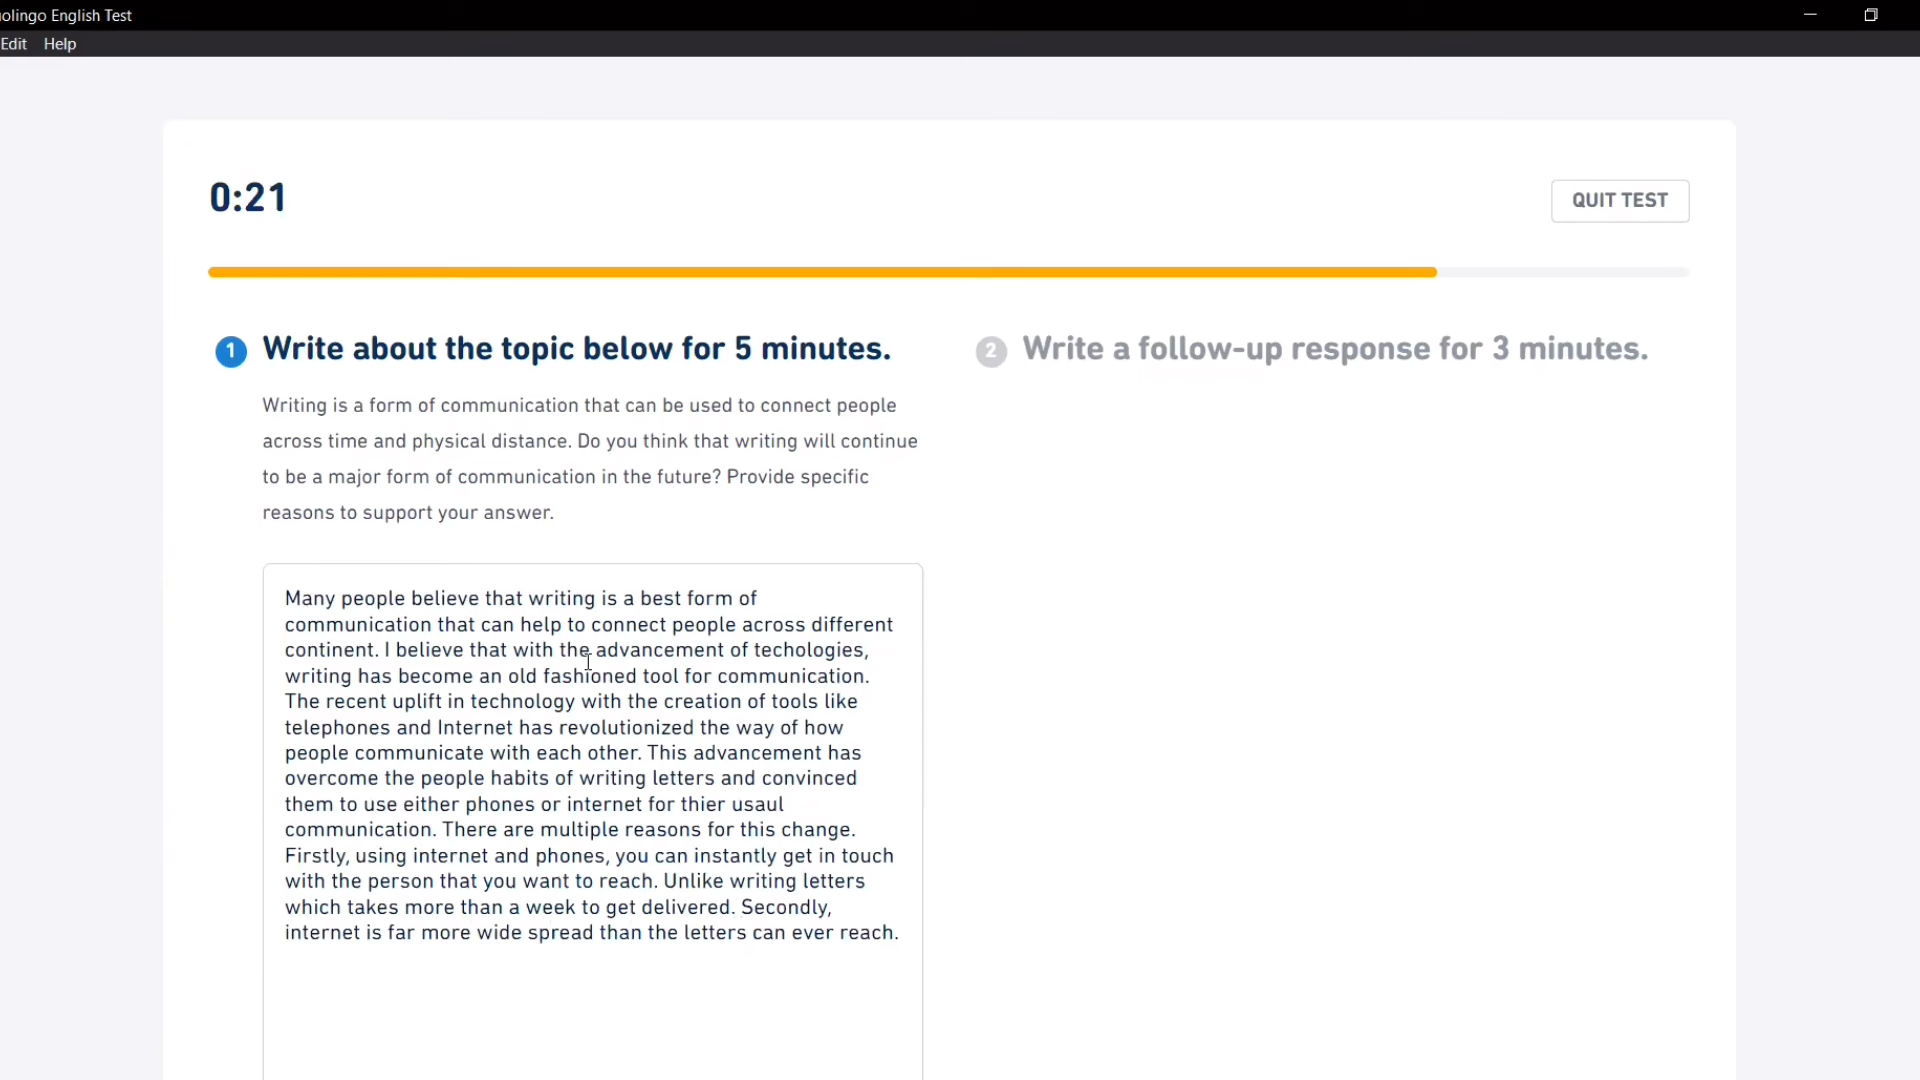 uolingo English Test
Edit Help
0:21
QUIT TEST
1 Write about the topic below for 5 minutes.
Writing is a form of communication that can be used to connect people
across time and physical distance. Do you think that writing will continue
to be a major form of communication in the future? Provide specific
reasons to support your answer.
Many people believe that writing is a best form of
communication that can help to connect people across different
continent. I believe that with the advancement of techologies,
writing has become an old fashioned tool for communication.
The recent uplift in technology with the creation of tools like
telephones and Internet has revolutionized the way of how
people communicate with each other. This advancement has
overcome the people habits of writing letters and convinced
them to use either phones or internet for thier usaul
communication. There are multiple reasons for this change.
Firstly, using internet and phones, you can instantly get in touch
with the person that you want to reach. Unlike writing letters
which takes more than a week to get delivered. Secondly,
internet is far more wide spread than the letters can ever reach.
2 Write a follow-up response for 3 minutes.